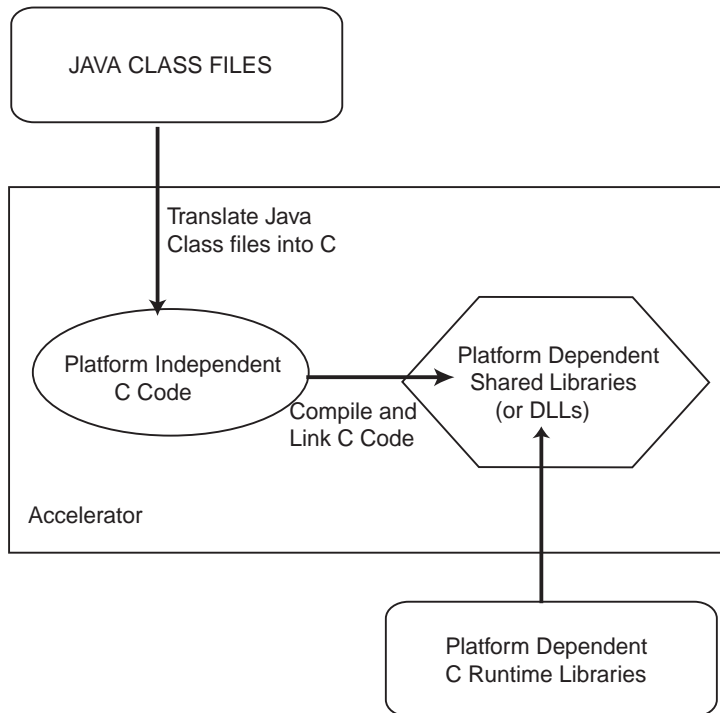 JAVA CLASS FILES
Translate Java
Class files into C
Platform Independent
C Code
Compile and
Link C Code
Platform Dependent
Shared Libraries
(or DLLs)
Accelerator
Platform Dependent
C Runtime Libraries